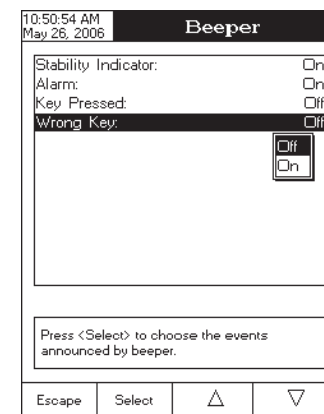 10:50:54 AM
May 26, 2006
Beeper
Stability Indicator: On
Alarm: On
Key Pressed: Off
Wrong Key: Off
Off
On
Press <Select> to choose the events
announced by beeper.
Escape Select △ ▽